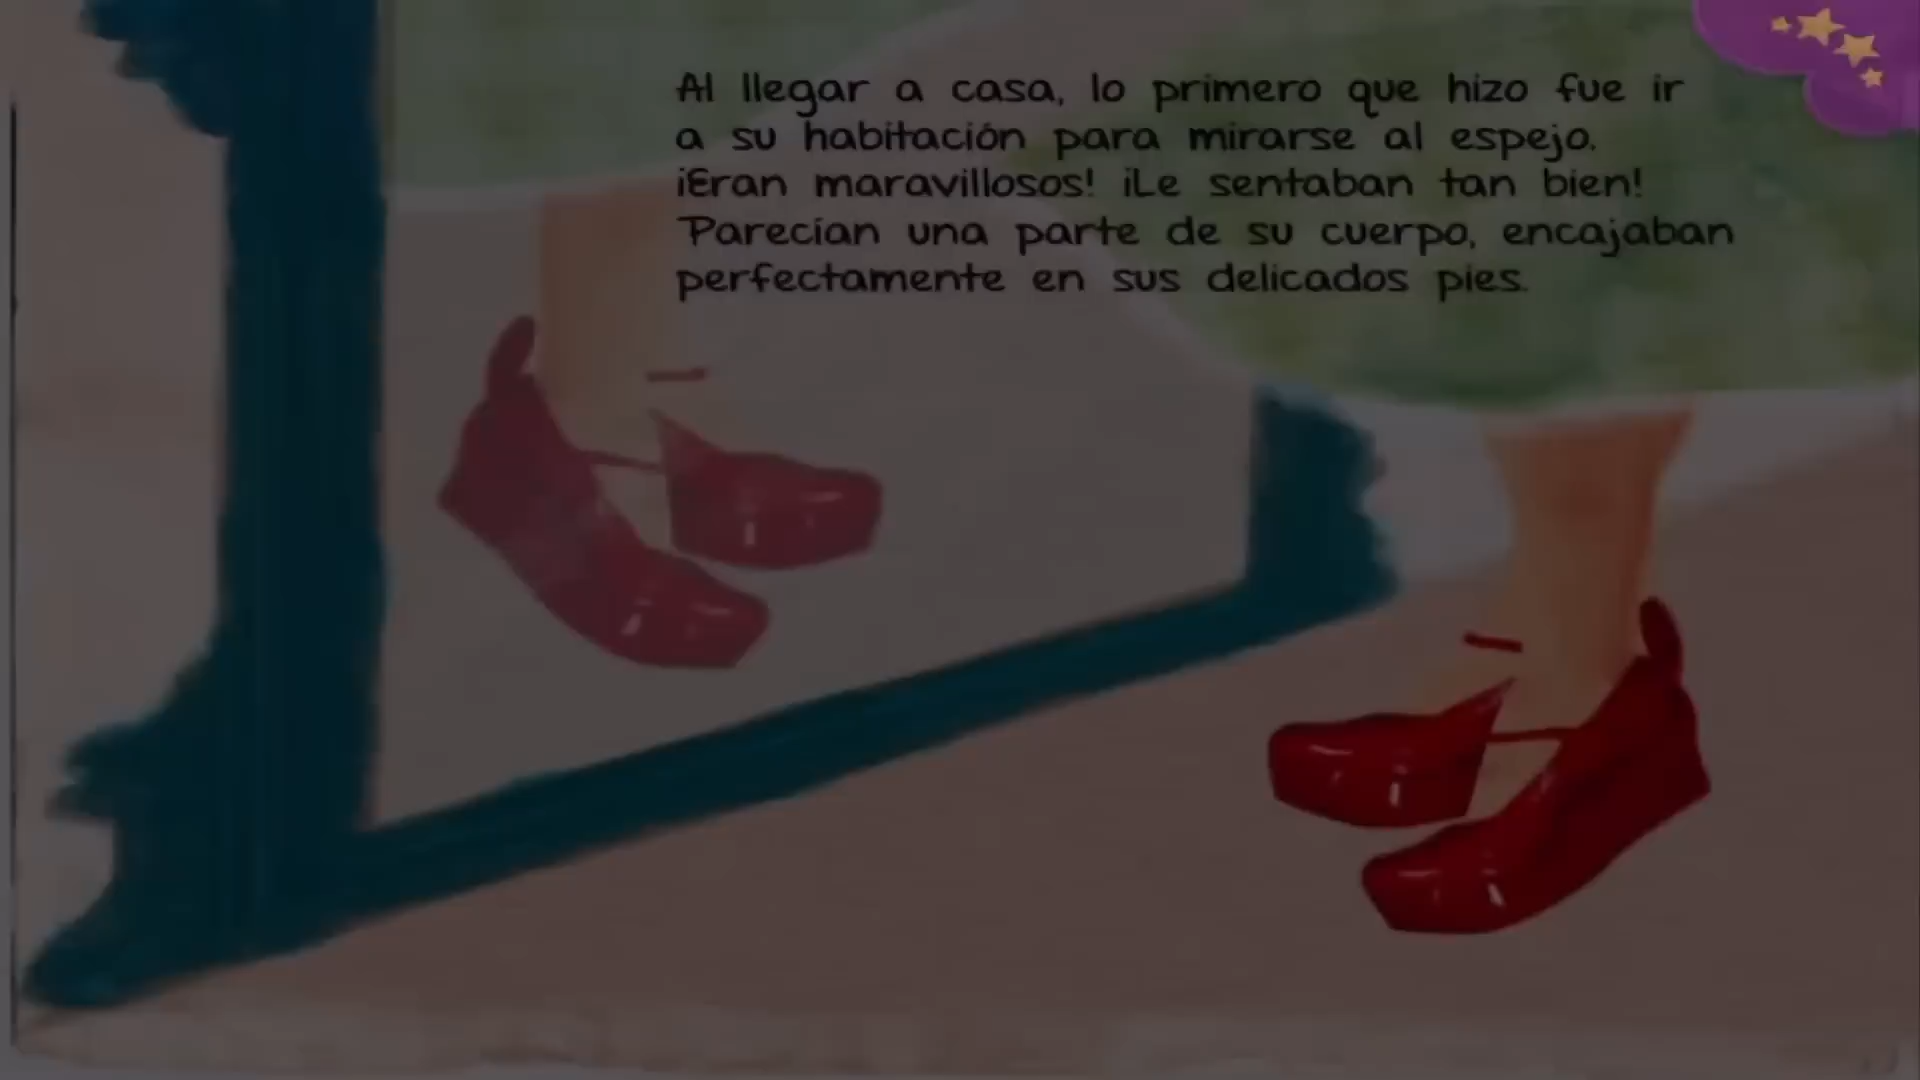 Al llegar a casa, lo primero que hizo fue ir
a su habitación para mirarse al espejo.
¡Eran maravillosos! ¡Le sentaban tan bien!
Parecían una parte de su cuerpo, encajaban
perfectamente en sus delicados pies.